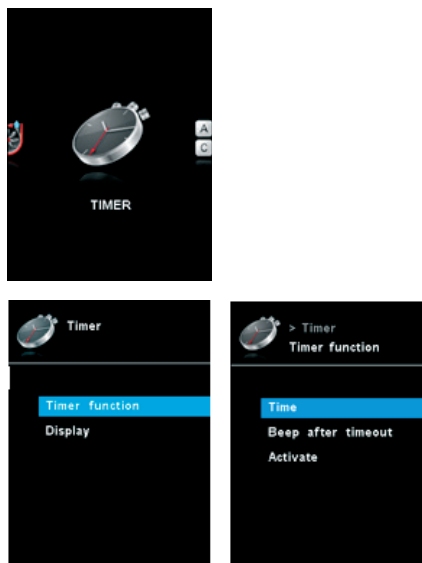 A
C
TIMER
Timer
Timer function
Display
> Timer
Timer function
Time
Beep after timeout
Activate